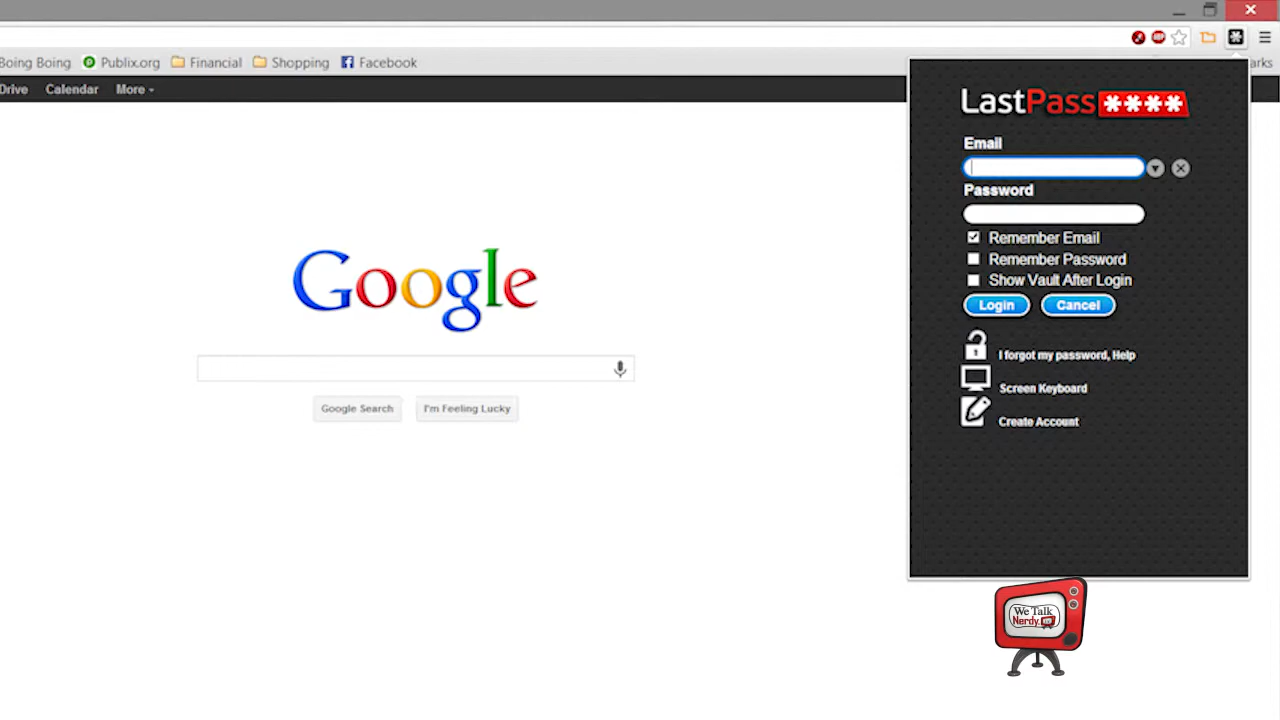 Boing Boing Publix.org Financial Shopping Facebook arks
Drive Calendar More
LastPass ****
Email
Password
Remember Email
Remember Password
Show Vault After Login
Login Cancel
I forgot my password, Help
Screen Keyboard
Create Account
Google
Google Search I'm Feeling Lucky
We Talk
Nerdy